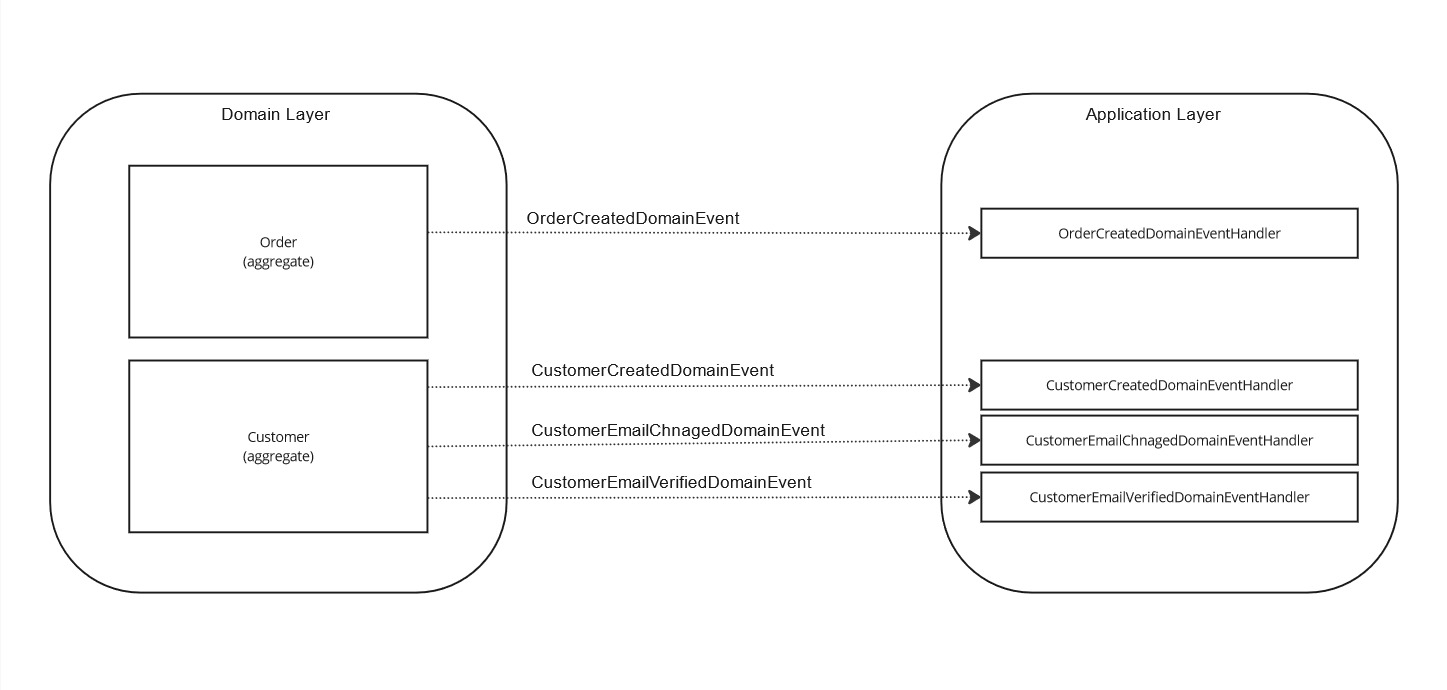 Domain Layer
Application Layer
Order
(aggregate)
OrderCreatedDomainEvent
OrderCreatedDomainEventHandler
Customer
(aggregate)
CustomerCreatedDomainEvent
CustomerCreatedDomainEventHandler
CustomerEmailChnagedDomainEvent
CustomerEmailChnagedDomainEventHandler
CustomerEmailVerifiedDomainEvent
CustomerEmailVerifiedDomainEventHandler